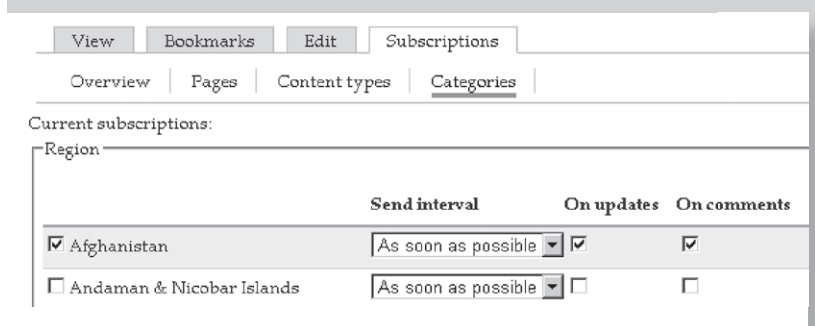 View Bookmarks Edit Subscriptions
Overview Pages Content types Categories
Current subscriptions:
Region
Send interval On updates On comments
Afghanistan As soon as possible
Andaman & Nicobar Islands As soon as possible